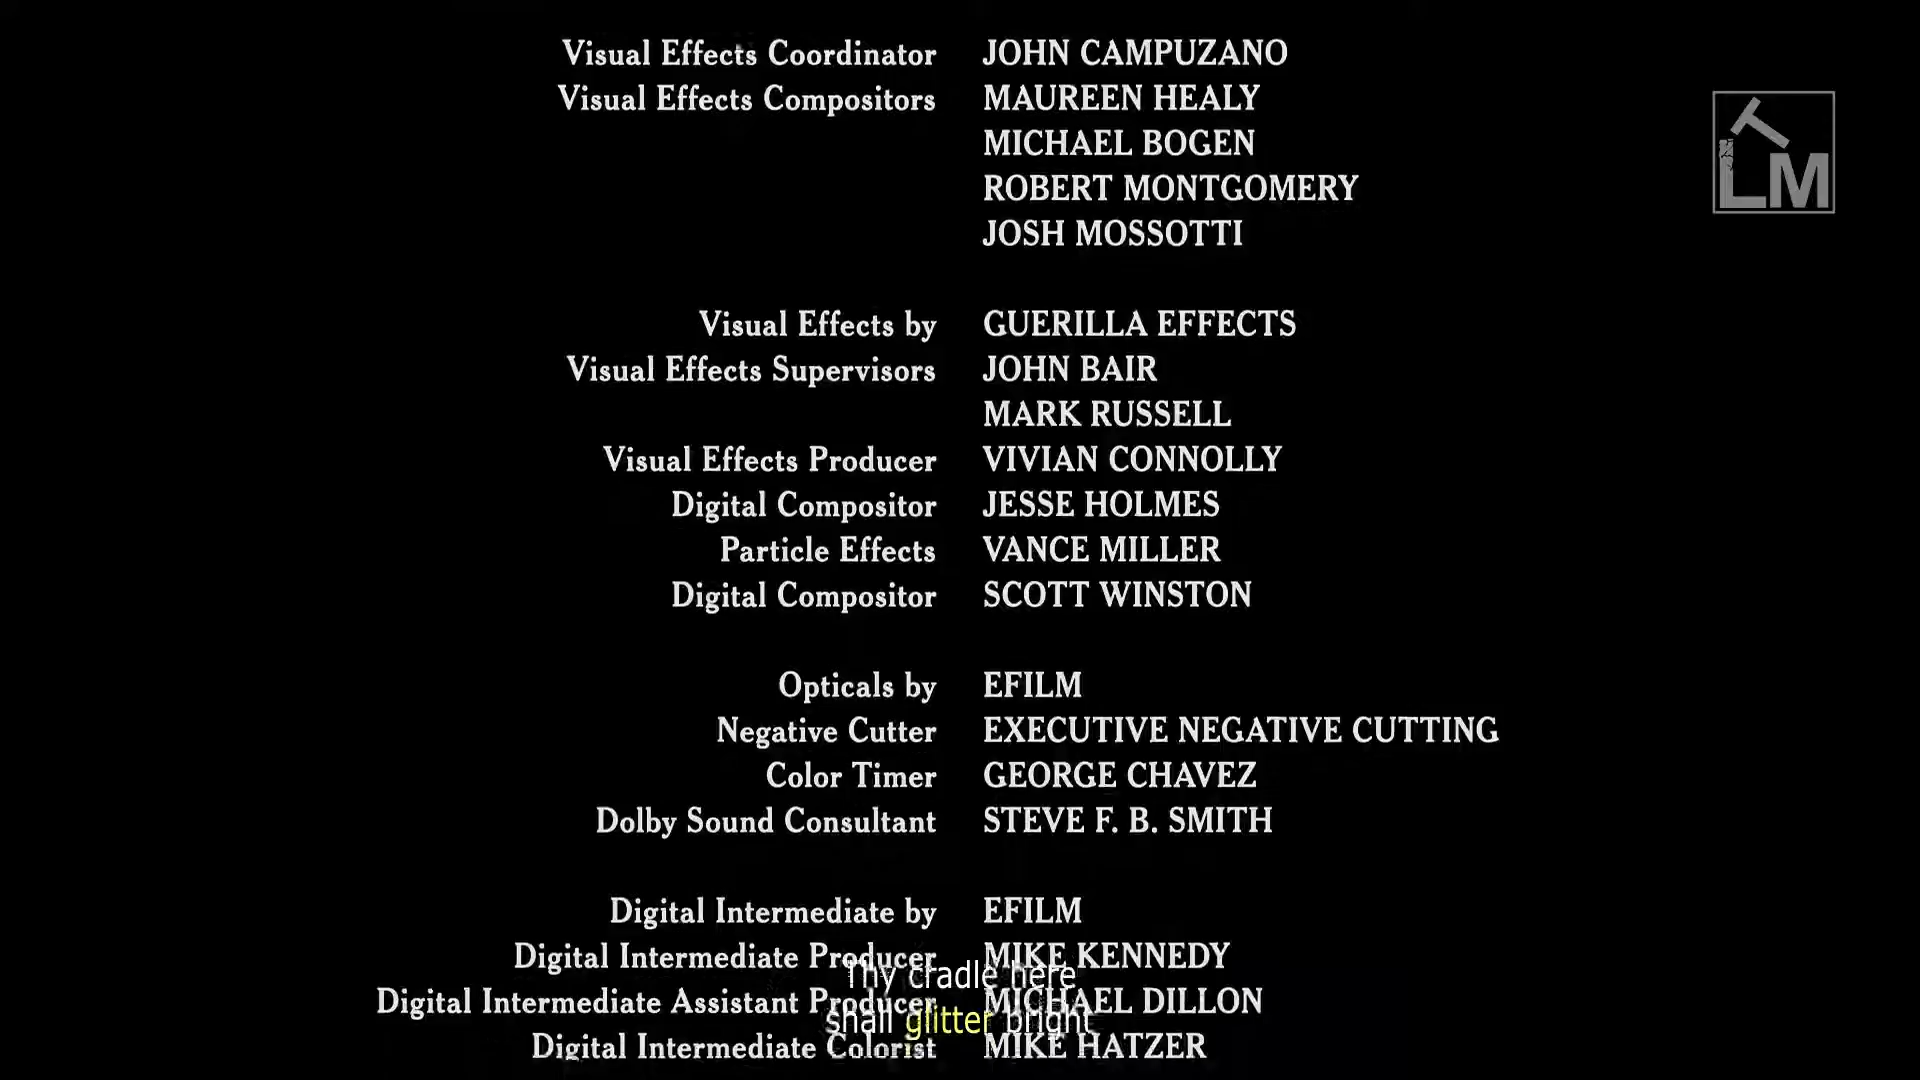 Visual Effects Coordinator JOHN CAMPUZANO
Visual Effects Compositors MAUREEN HEALY
MICHAEL BOGEN
ROBERT MONTGOMERY
JOSH MOSSOTTI
TLM
Visual Effects by GUERILLA EFFECTS
Visual Effects Supervisors JOHN BAIR
MARK RUSSELL
Visual Effects Producer VIVIAN CONNOLLY
Digital Compositor JESSE HOLMES
Particle Effects VANCE MILLER
Digital Compositor SCOTT WINSTON
Opticals by EFILM
Negative Cutter EXECUTIVE NEGATIVE CUTTING
Color Timer GEORGE CHAVEZ
Dolby Sound Consultant STEVE F. B. SMITH
Digital Intermediate by EFILM
Digital Intermediate Producer MIKE KENNEDY
Thy cradle here
Digital Intermediate Assistant Producer MICHAEL DILLON
shall glitter bright
Digital Intermediate Colorist MIKE HATZER